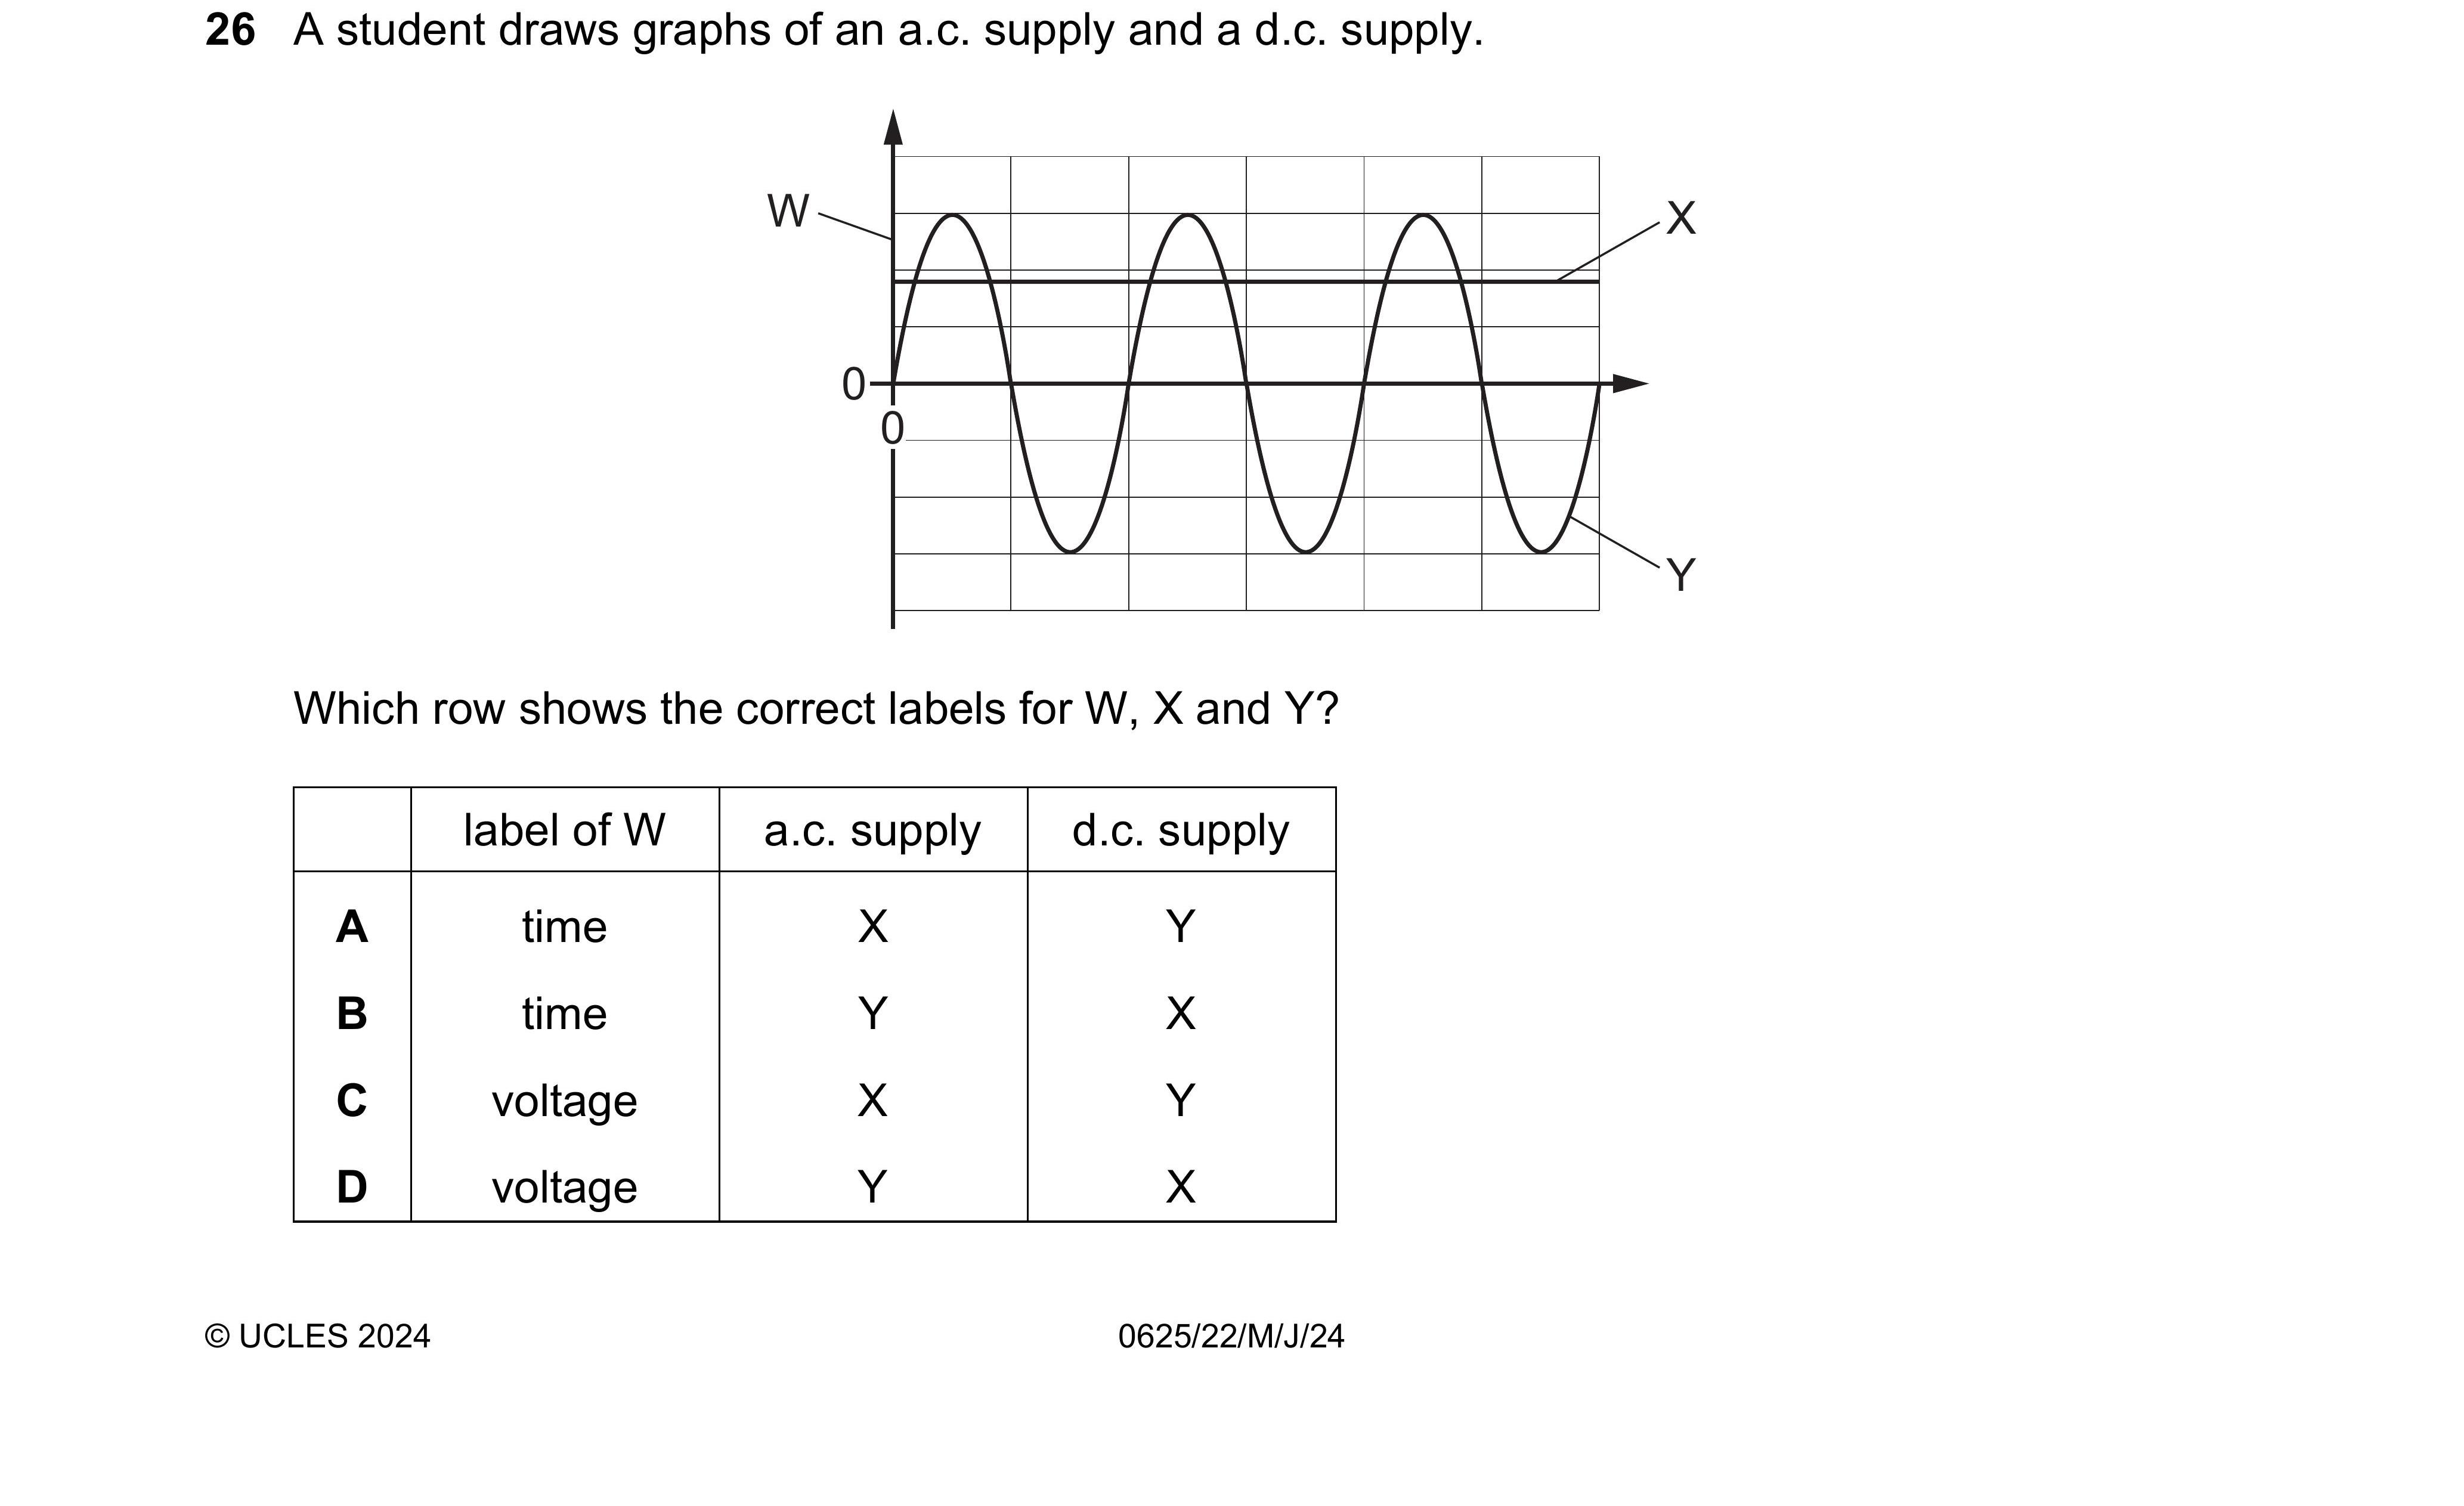 26 A student draws graphs of an a.c. supply and a d.c. supply.
W
X
0
0
Y
Which row shows the correct labels for W, X and Y?
label of W a.c. supply d.c. supply
A time X Y
B time Y X
C voltage X Y
D voltage Y X
© UCLES 2024 0625/22/M/J/24